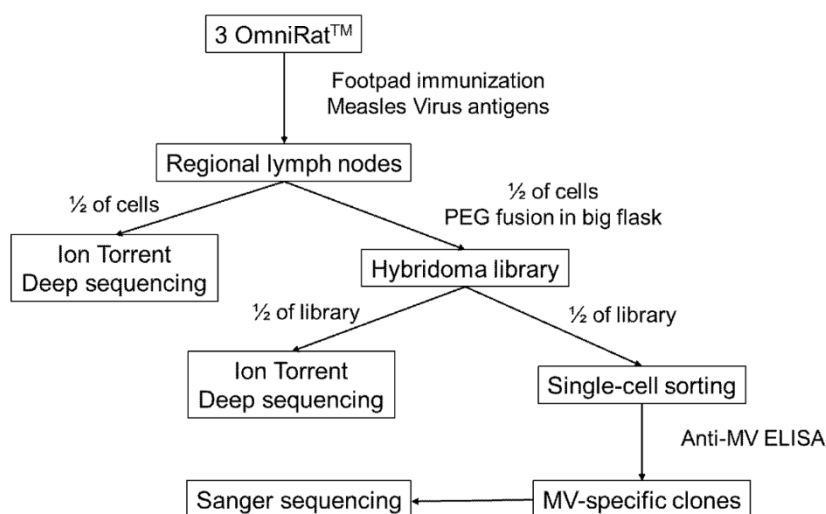 3 OmniRat™
Footpad immunization
Measles Virus antigens
Regional lymph nodes
½ of cells
½ of cells
PEG fusion in big flask
Ion Torrent
Deep sequencing
Hybridoma library
½ of library
½ of library
Ion Torrent
Deep sequencing
Single-cell sorting
Anti-MV ELISA
Sanger sequencing
MV-specific clones